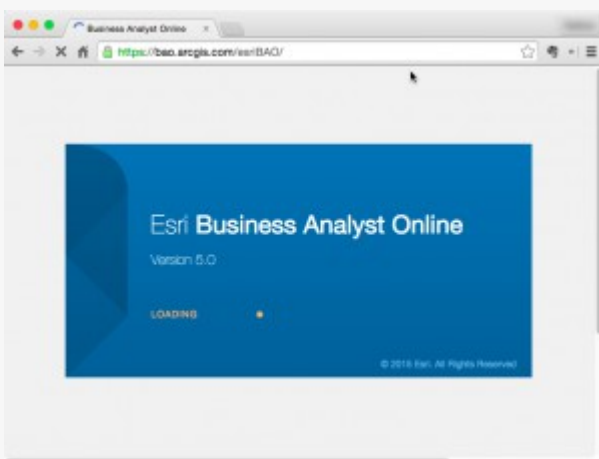 Business Analyst Online
https://bao.arcgis.com/esriBAO/
Esri Business Analyst Online
Version 5.0
LOADING
© 2015 Esri. All Rights Reserved